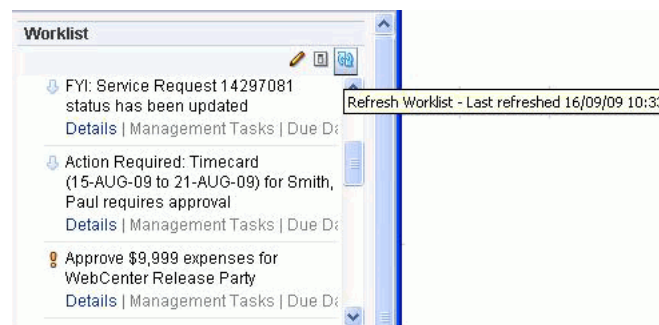 Worklist
FYI: Service Request 14297081
status has been updated
Refresh Worklist - Last refreshed 16/09/09 10:33
Details | Management Tasks | Due Da
Action Required: Timecard
(15-AUG-09 to 21-AUG-09) for Smith,
Paul requires approval
Details | Management Tasks | Due Da
Approve $9,999 expenses for
WebCenter Release Party
Details | Management Tasks | Due Da